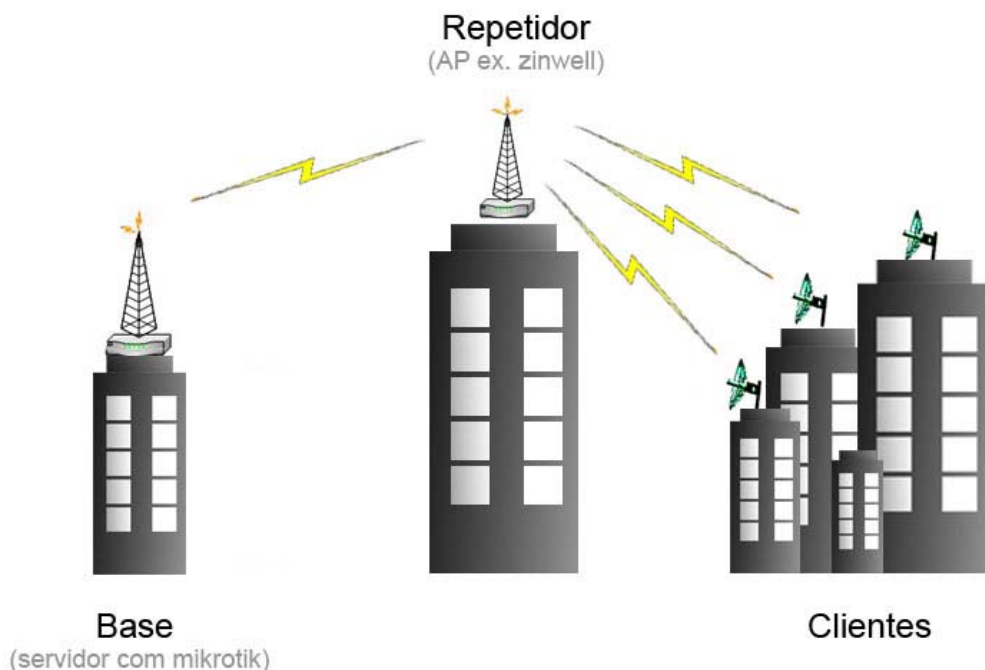 Repetidor
(AP ex. zinwell)
Base
(servidor com mikrotik)
Clientes